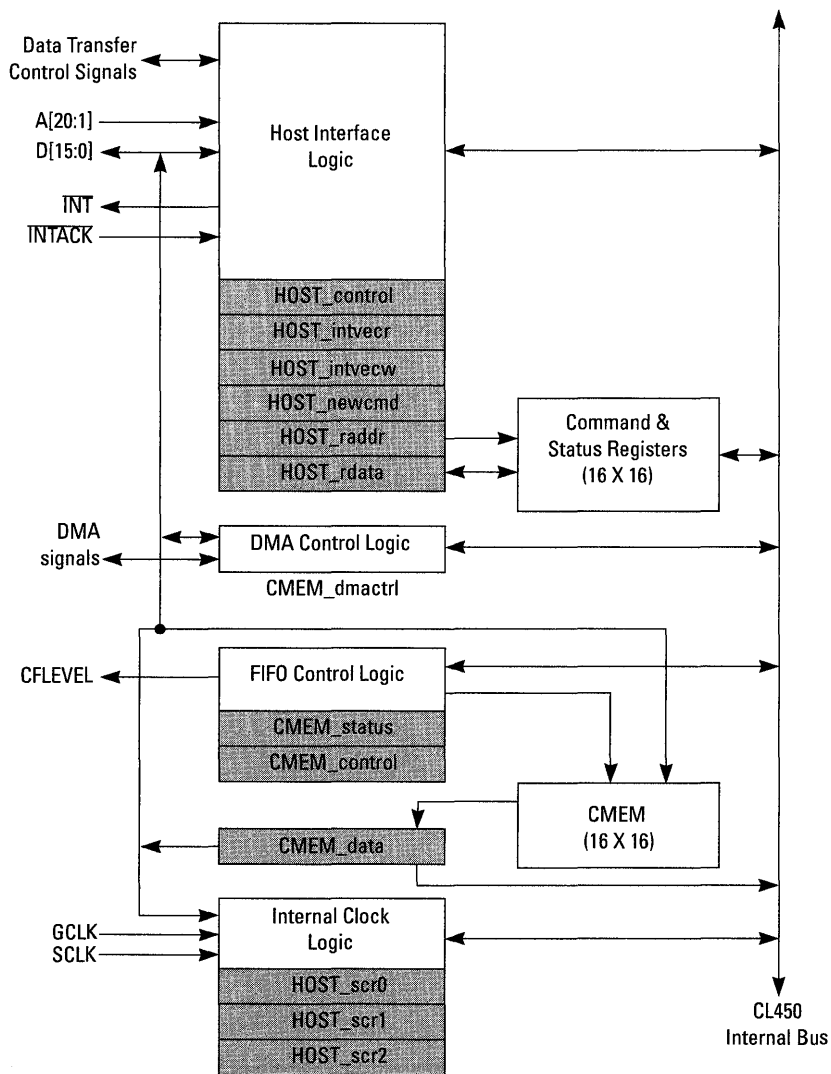 Data Transfer
Control Signals
A[20:1]
D[15:0]
INT
INTACK
Host Interface
Logic
HOST_control
HOST_intvecr
HOST_intvecw
HOST_newcmd
HOST_raddr
HOST_rdata
Command &
Status Registers
(16 X 16)
DMA
signals
DMA Control Logic
CMEM_dmactrl
CFLEVEL
FIFO Control Logic
CMEM_status
CMEM_control
CMEM
(16 X 16)
CMEM_data
GCLK
SCLK
Internal Clock
Logic
HOST_scr0
HOST_scr1
HOST_scr2
CL450
Internal Bus